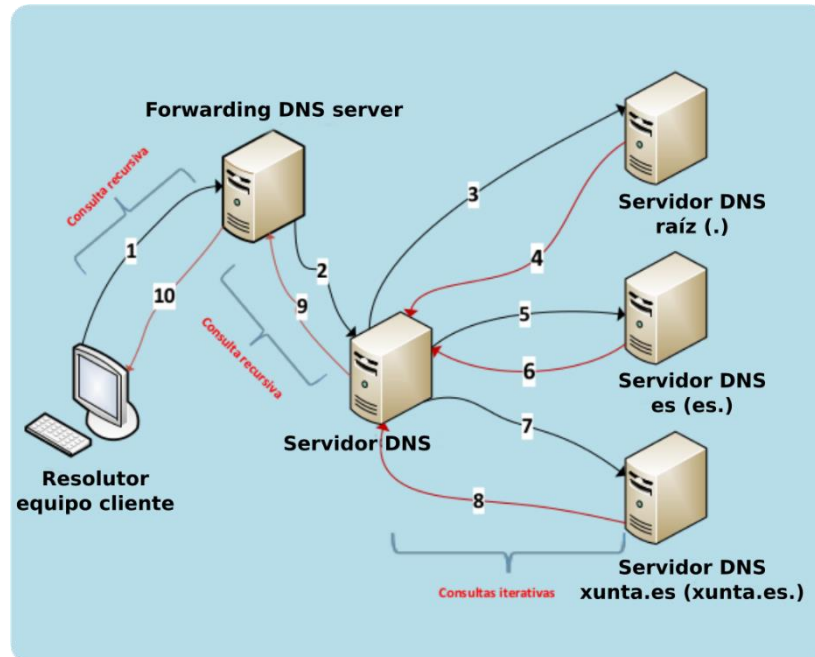 Forwarding DNS server
Consulta recursiva
1
10
2
9
Consulta recursiva
3
4
5
6
7
8
Servidor DNS
raíz (.)
Servidor DNS
es (es.)
Servidor DNS
Resolutor
equipo cliente
Servidor DNS
xunta.es (xunta.es.)
Consultas iterativas